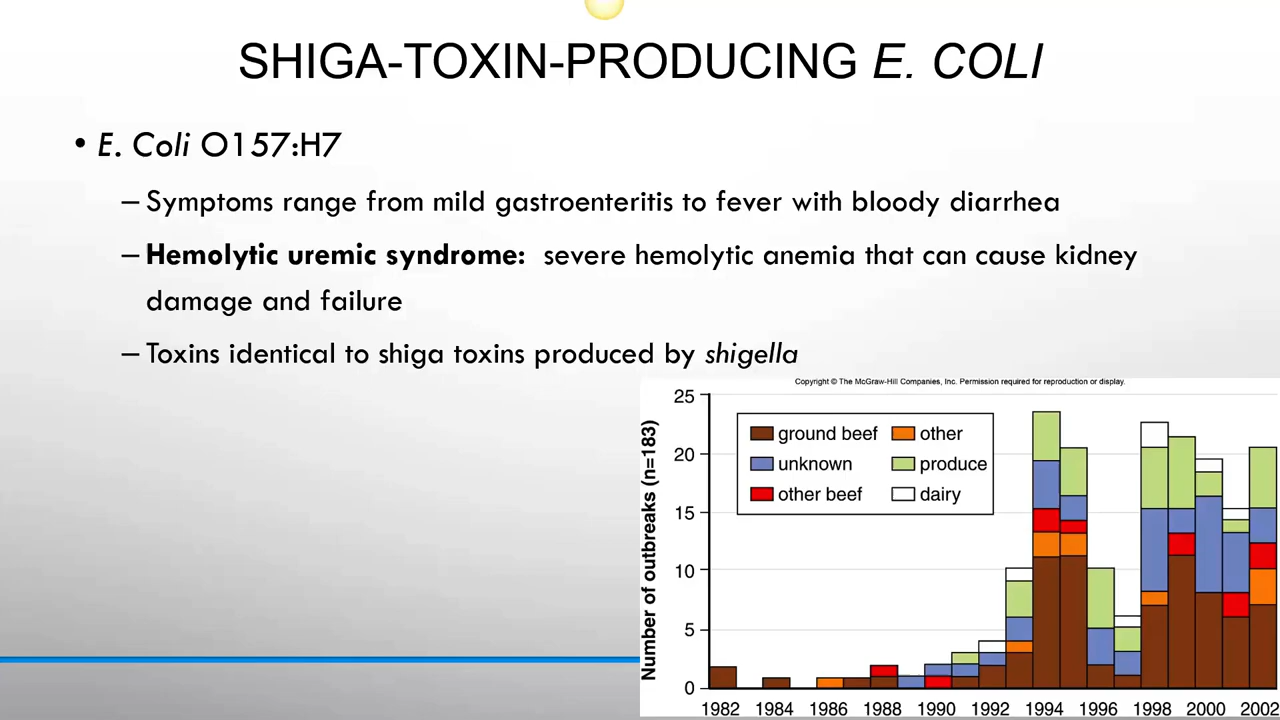 SHIGA-TOXIN-PRODUCING E. COLI
• E. Coli O157:H7
– Symptoms range from mild gastroenteritis to fever with bloody diarrhea
– Hemolytic uremic syndrome: severe hemolytic anemia that can cause kidney
damage and failure
– Toxins identical to shiga toxins produced by shigella
Copyright © The McGraw-Hill Companies, Inc. Permission required for reproduction or display.
Number of outbreaks (n=183)
25
20
15
10
5
0
ground beef
other
unknown
produce
other beef
dairy
1982 1984 1986 1988 1990 1992 1994 1996 1998 2000 2002